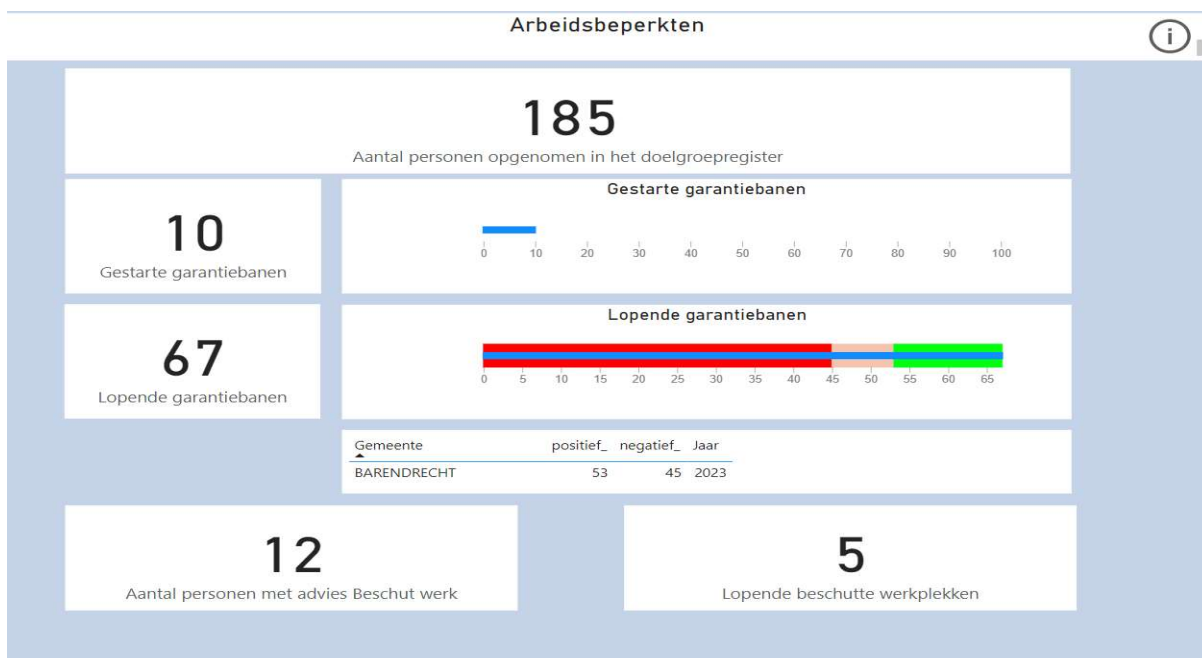 Arbeidsbeperkten
i
185
Aantal personen opgenomen in het doelgroepregister
10
Gestarte garantiebanen
Gestarte garantiebanen
0 10 20 30 40 50 60 70 80 90 100
67
Lopende garantiebanen
Lopende garantiebanen
0 5 10 15 20 25 30 35 40 45 50 55 60 65
Gemeente positief_ negatief_ Jaar
BARENDRECHT 53 45 2023
12
Aantal personen met advies Beschut werk
5
Lopende beschutte werkplekken